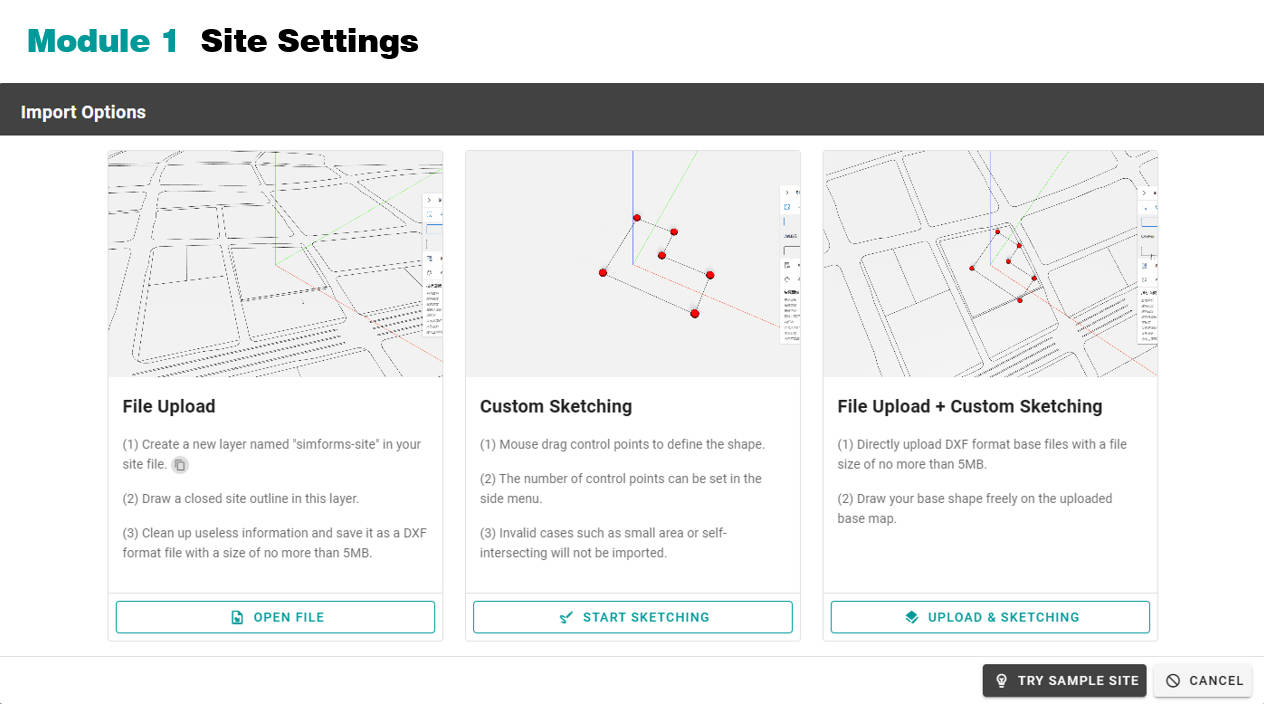 Module 1 Site Settings
Import Options
File Upload
(1) Create a new layer named "simforms-site" in your
site file.
(2) Draw a closed site outline in this layer.
(3) Clean up useless information and save it as a DXF
format file with a size of no more than 5MB.
OPEN FILE
Custom Sketching
(1) Mouse drag control points to define the shape.
(2) The number of control points can be set in the
side menu.
(3) Invalid cases such as small area or self-
intersecting will not be imported.
START SKETCHING
File Upload + Custom Sketching
(1) Directly upload DXF format base files with a file
size of no more than 5MB.
(2) Draw your base shape freely on the uploaded
base map.
UPLOAD & SKETCHING
TRY SAMPLE SITE
CANCEL